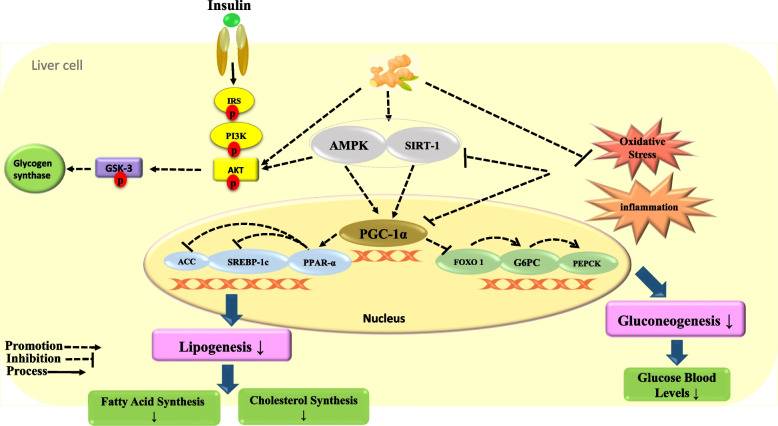 Insulin
Liver cell
IRS
p
PI3K
p
AKT
p
GSK-3
p
Glycogen
synthase
AMPK
SIRT-1
Oxidative
Stress
inflammation
PGC-1α
ACC
SREBP-1c
PPAR-α
FOXO 1
G6PC
PEPCK
Nucleus
Promotion
Inhibition
Process
Lipogenesis ↓
Gluconeogenesis ↓
Fatty Acid Synthesis
↓
Cholesterol Synthesis
↓
Glucose Blood
Levels ↓